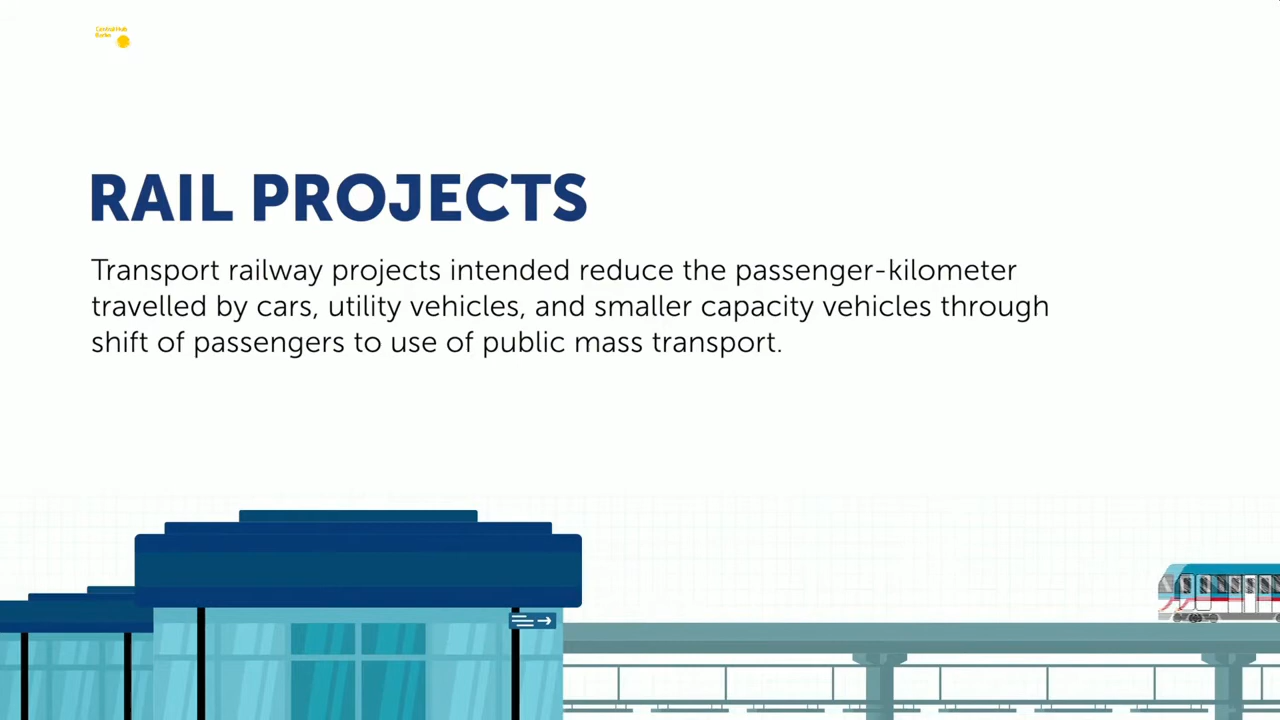 RAIL PROJECTS
Transport railway projects intended reduce the passenger-kilometer
travelled by cars, utility vehicles, and smaller capacity vehicles through
shift of passengers to use of public mass transport.